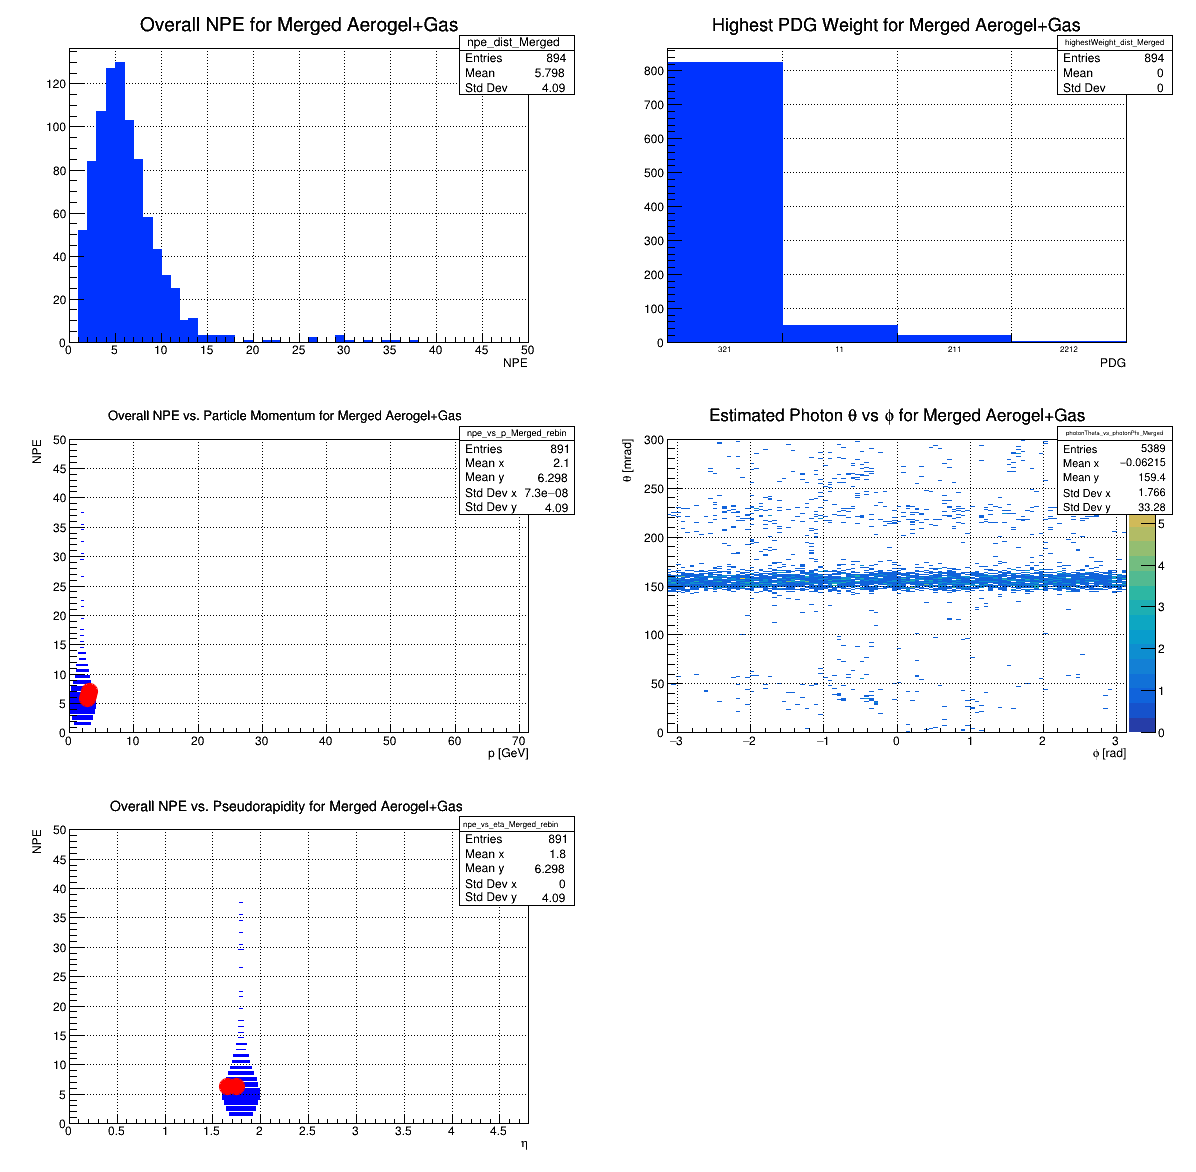 Overall NPE for Merged Aerogel+Gas
npe_dist_Merged
Entries 894
Mean 5.798
Std Dev 4.09
120
100
80
60
40
20
0
0 5 10 15 20 25 30 35 40 45 50
NPE
Highest PDG Weight for Merged Aerogel+Gas
highestWeight_dist_Merged
Entries 894
Mean 0
Std Dev 0
800
700
600
500
400
300
200
100
0
321 11 211 2212
PDG
Overall NPE vs. Particle Momentum for Merged Aerogel+Gas
npe_vs_p_Merged_rebin
Entries 891
Mean x 2.1
Mean y 6.298
Std Dev x 7.3e−08
Std Dev y 4.09
NPE
50
45
40
35
30
25
20
15
10
5
0
0 10 20 30 40 50 60 70
p [GeV]
Estimated Photon θ vs ϕ for Merged Aerogel+Gas
photonTheta_vs_photonPhi_Merged
Entries 5389
Mean x −0.06215
Mean y 159.4
Std Dev x 1.766
Std Dev y 33.28
θ [mrad]
300
250
200
150
100
50
0
−3 −2 −1 0 1 2 3
ϕ [rad]
5
4
3
2
1
0
Overall NPE vs. Pseudorapidity for Merged Aerogel+Gas
npe_vs_eta_Merged_rebin
Entries 891
Mean x 1.8
Mean y 6.298
Std Dev x 0
Std Dev y 4.09
NPE
50
45
40
35
30
25
20
15
10
5
0
0 0.5 1 1.5 2 2.5 3 3.5 4 4.5
η